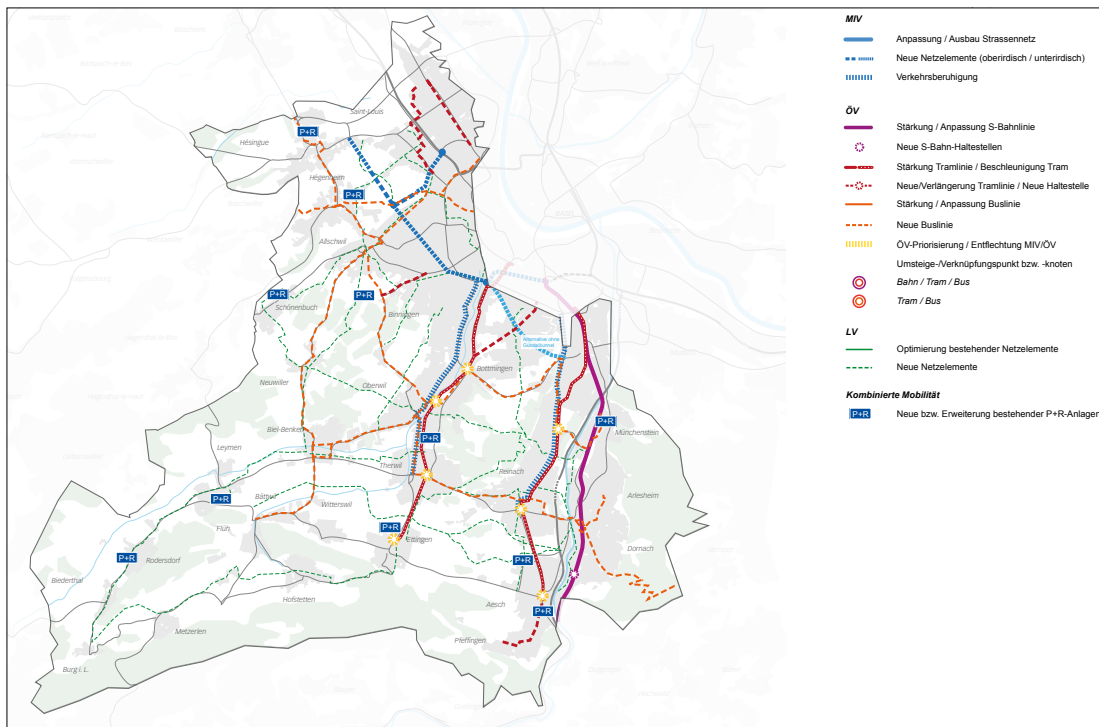 MIV
Anpassung / Ausbau Strassennetz
Neue Netzelemente (oberirdisch / unterirdisch)
Verkehrsberuhigung
ÖV
Stärkung / Anpassung S-Bahnlinie
Neue S-Bahn-Haltestellen
Stärkung Tramlinie / Beschleunigung Tram
Neue/Verlängerung Tramlinie / Neue Haltestelle
Stärkung / Anpassung Buslinie
Neue Buslinie
ÖV-Priorisierung / Entflechtung MIV/ÖV
Umsteige-/Verknüpfungspunkt bzw. -knoten
Bahn / Tram / Bus
Tram / Bus
LV
Optimierung bestehender Netzelemente
Neue Netzelemente
Kombinierte Mobilität
P+R Neue bzw. Erweiterung bestehender P+R-Anlagen
Saint-Louis
P+R
Hésingue
Hégenheim
P+R
Allschwil
P+R
P+R
Schönenbuch
Binningen
Alternative ohne
Bottmingen
Neuwiller
Oberwil
P+R
Biel-Benken
P+R
Münchenstein
Leymen
Therwil
Reinach
P+R
Bättwil
Witterswil
Arlesheim
Flüh
P+R
Ettingen
Dornach
P+R
Rodersdorf
P+R
Biederthal
Hofstetten
Aesch
P+R
Metzerlen
Pfeffingen
Burg i. L.